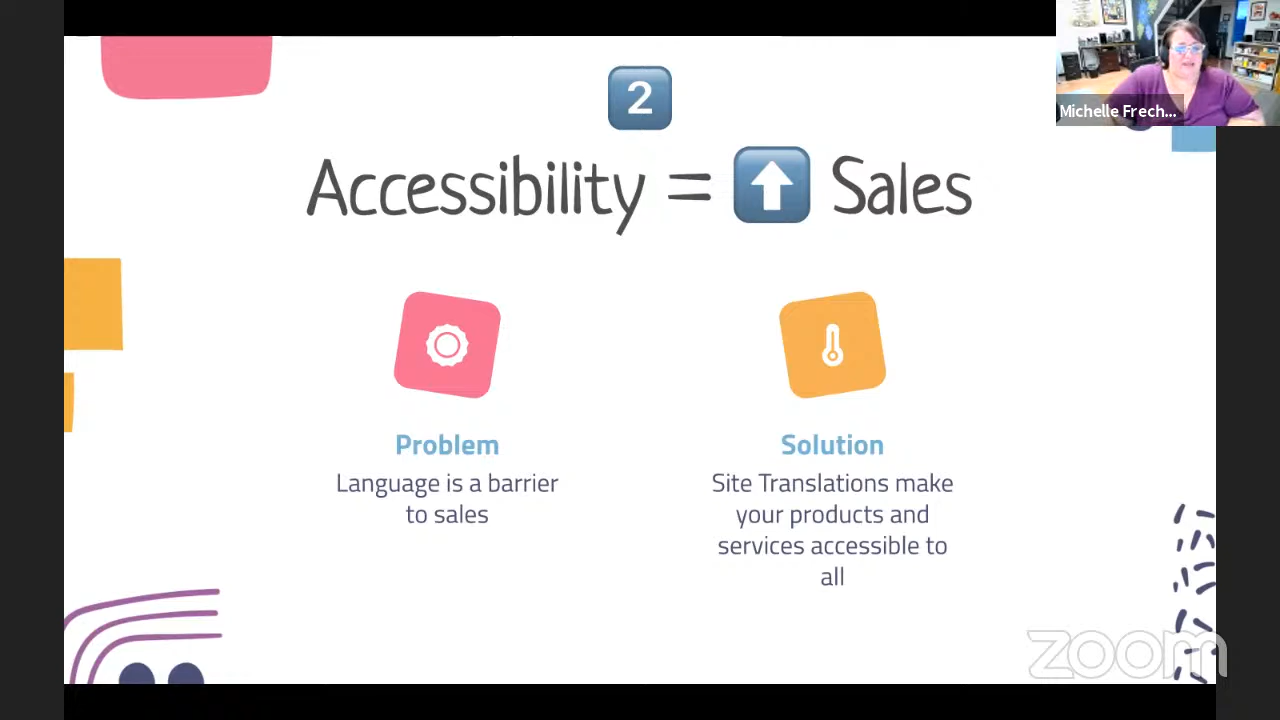 2
Accessibility = ⬆ Sales
Problem
Language is a barrier
to sales
Solution
Site Translations make
your products and
services accessible to
all
Michelle Frech...
zoom